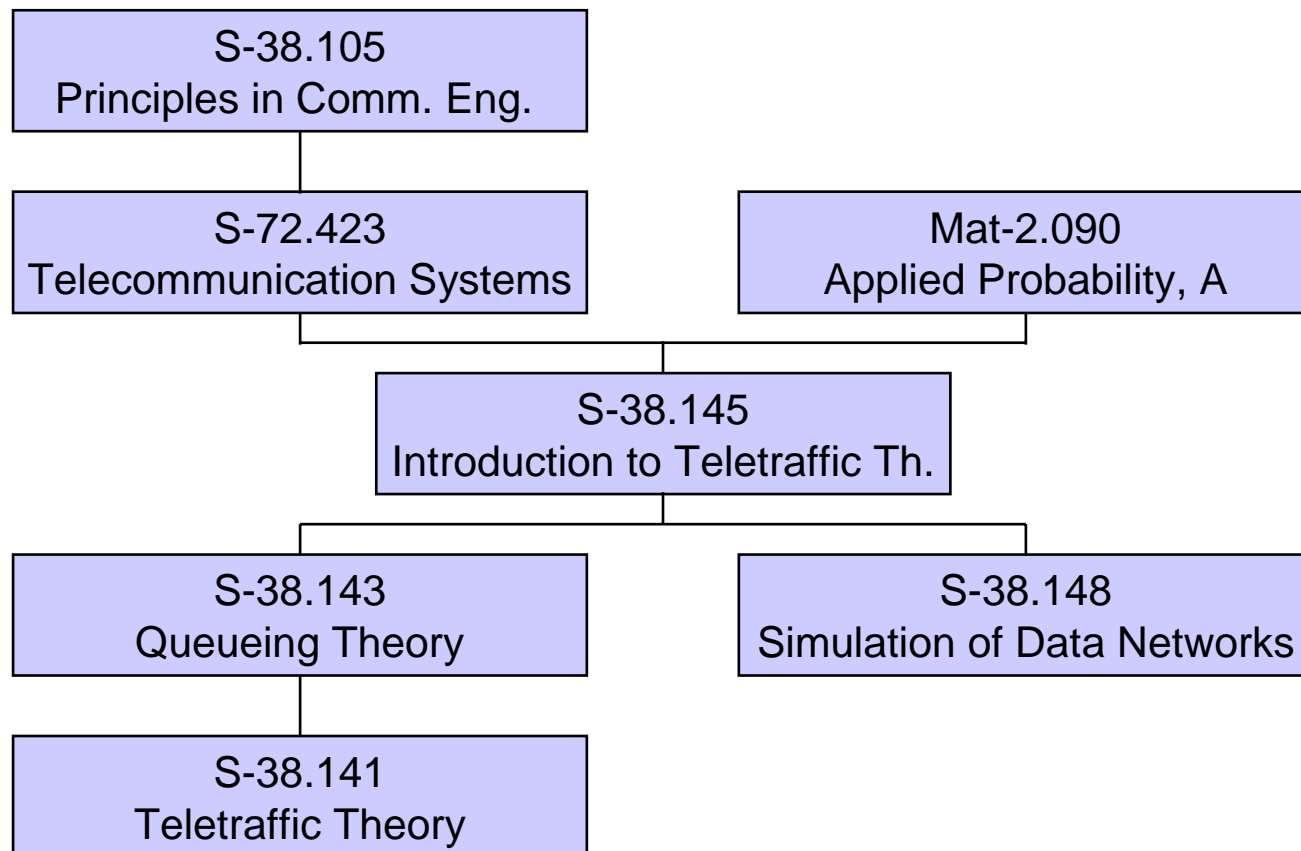 S-38.105
Principles in Comm. Eng.
S-72.423
Telecommunication Systems
Mat-2.090
Applied Probability, A
S-38.145
Introduction to Teletraffic Th.
S-38.143
Queueing Theory
S-38.148
Simulation of Data Networks
S-38.141
Teletraffic Theory